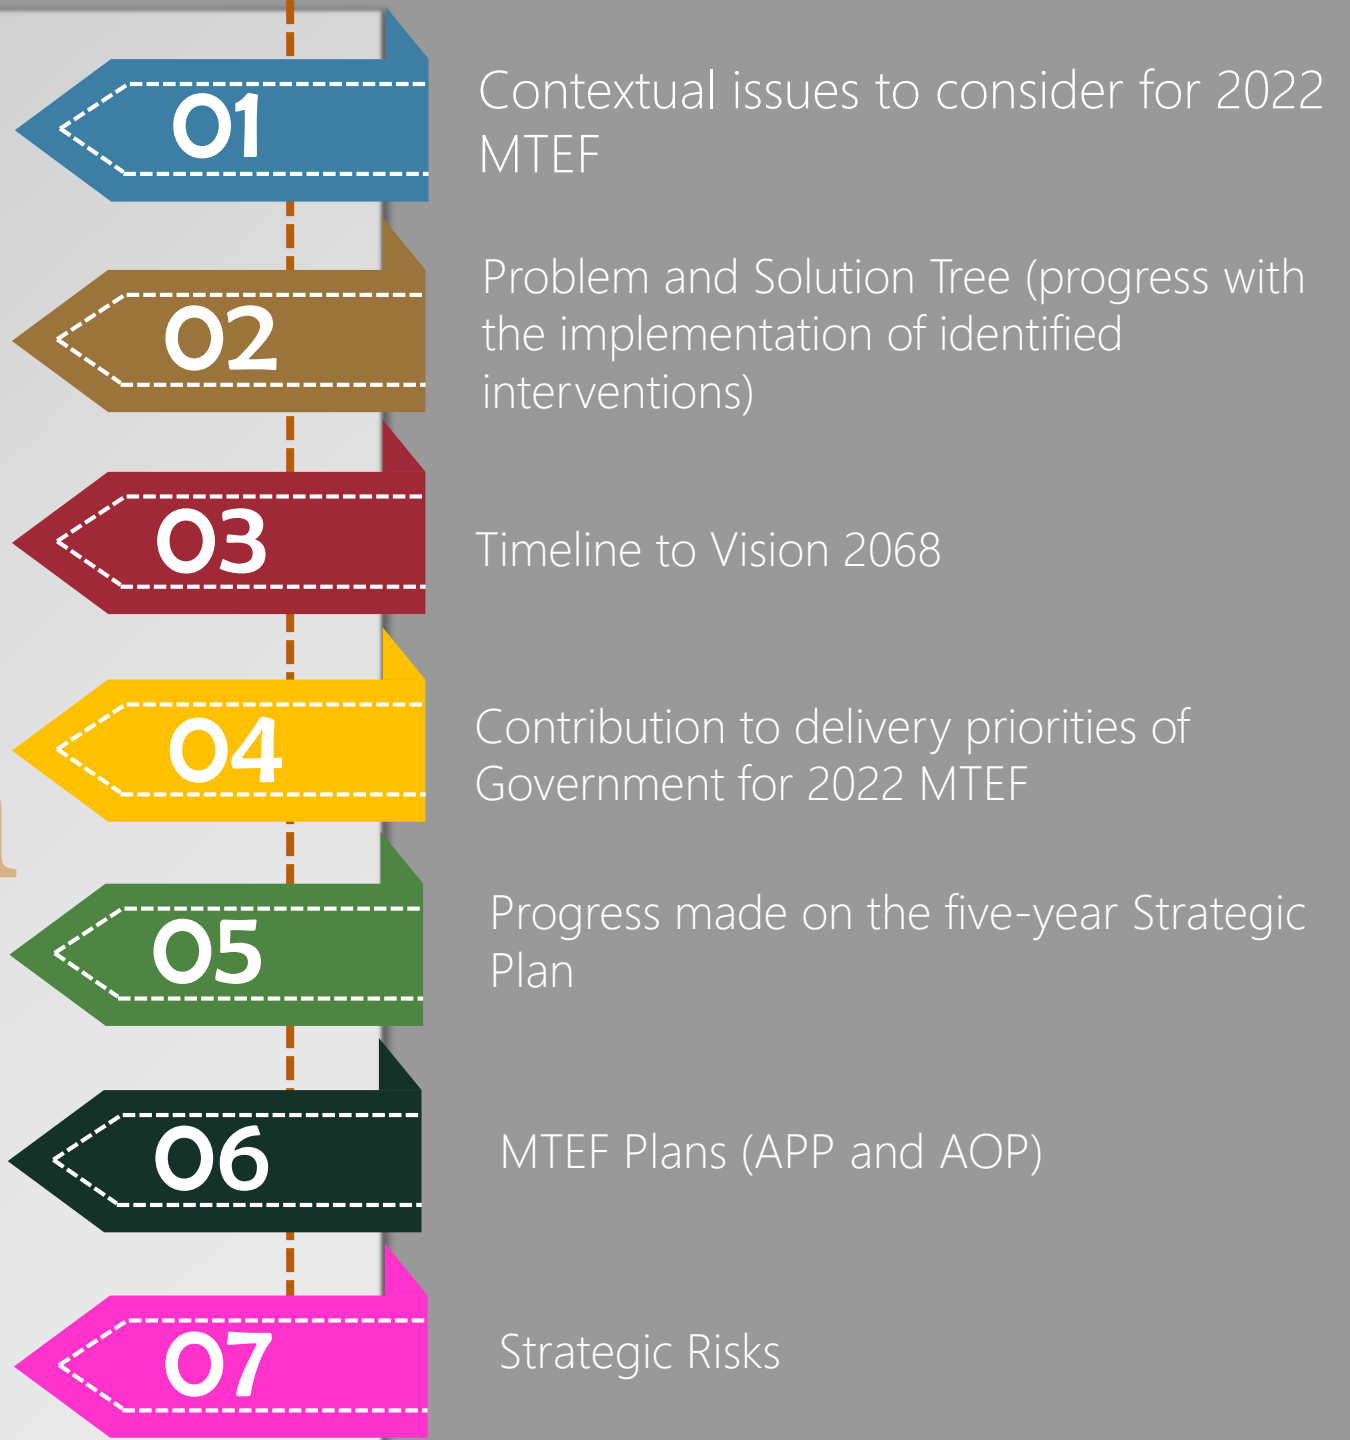 01
Contextual issues to consider for 2022
MTEF
02
Problem and Solution Tree (progress with
the implementation of identified
interventions)
03
Timeline to Vision 2068
04
Contribution to delivery priorities of
Government for 2022 MTEF
05
Progress made on the five-year Strategic
Plan
06
MTEF Plans (APP and AOP)
07
Strategic Risks